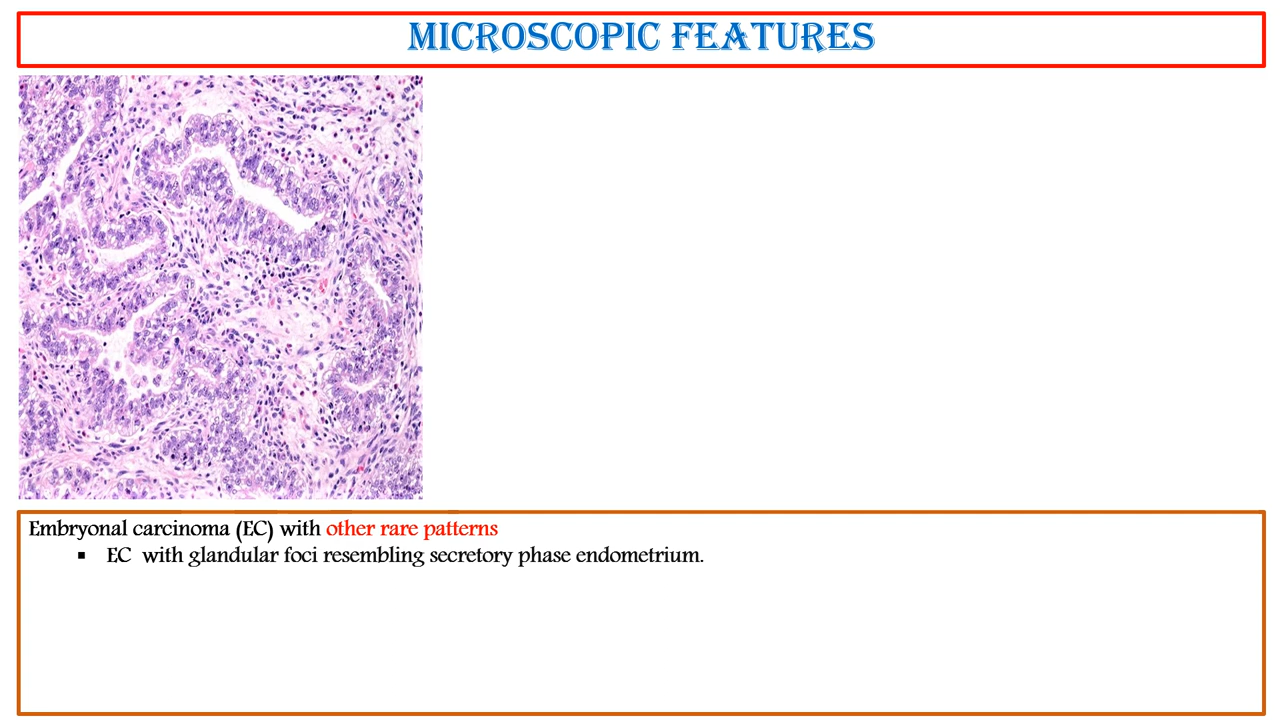 MICROSCOPIC FEATURES
Embryonal carcinoma (EC) with other rare patterns
▪ EC with glandular foci resembling secretory phase endometrium.